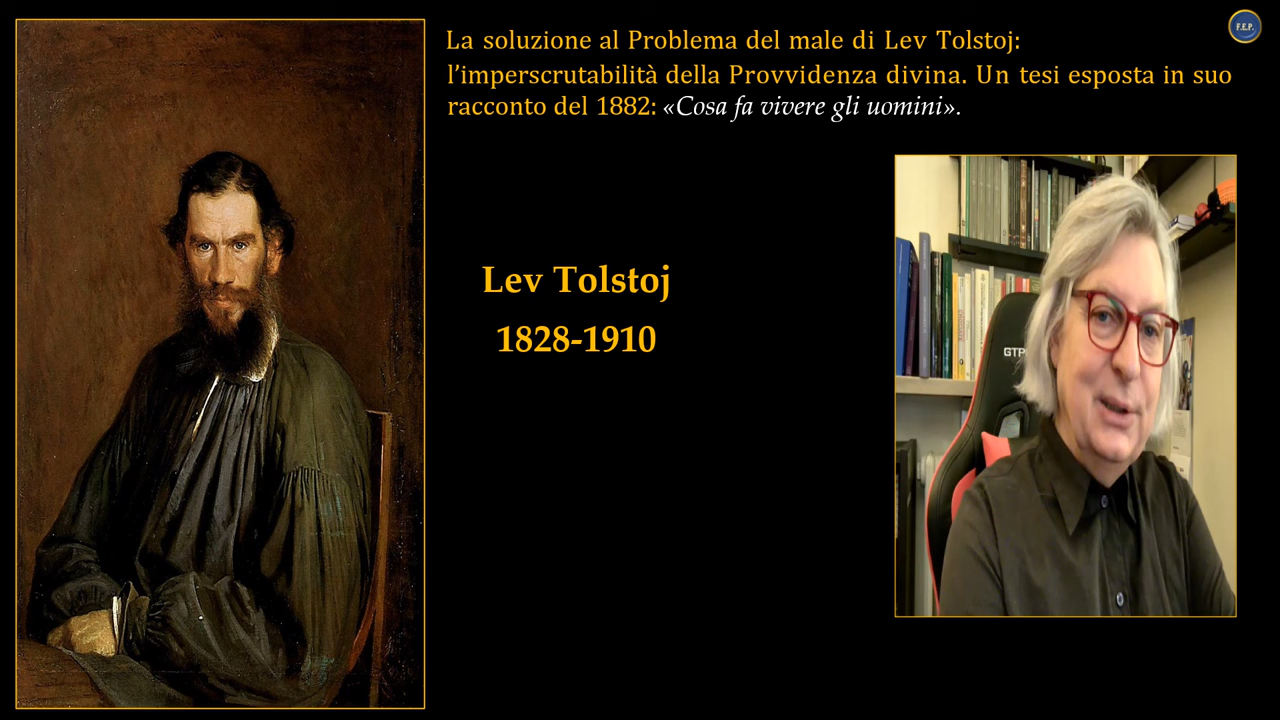 La soluzione al Problema del male di Lev Tolstoj:
l’imperscrutabilità della Provvidenza divina. Un tesi esposta in suo
racconto del 1882: «Cosa fa vivere gli uomini».
F.E.P.
Lev Tolstoj
1828-1910
GTP